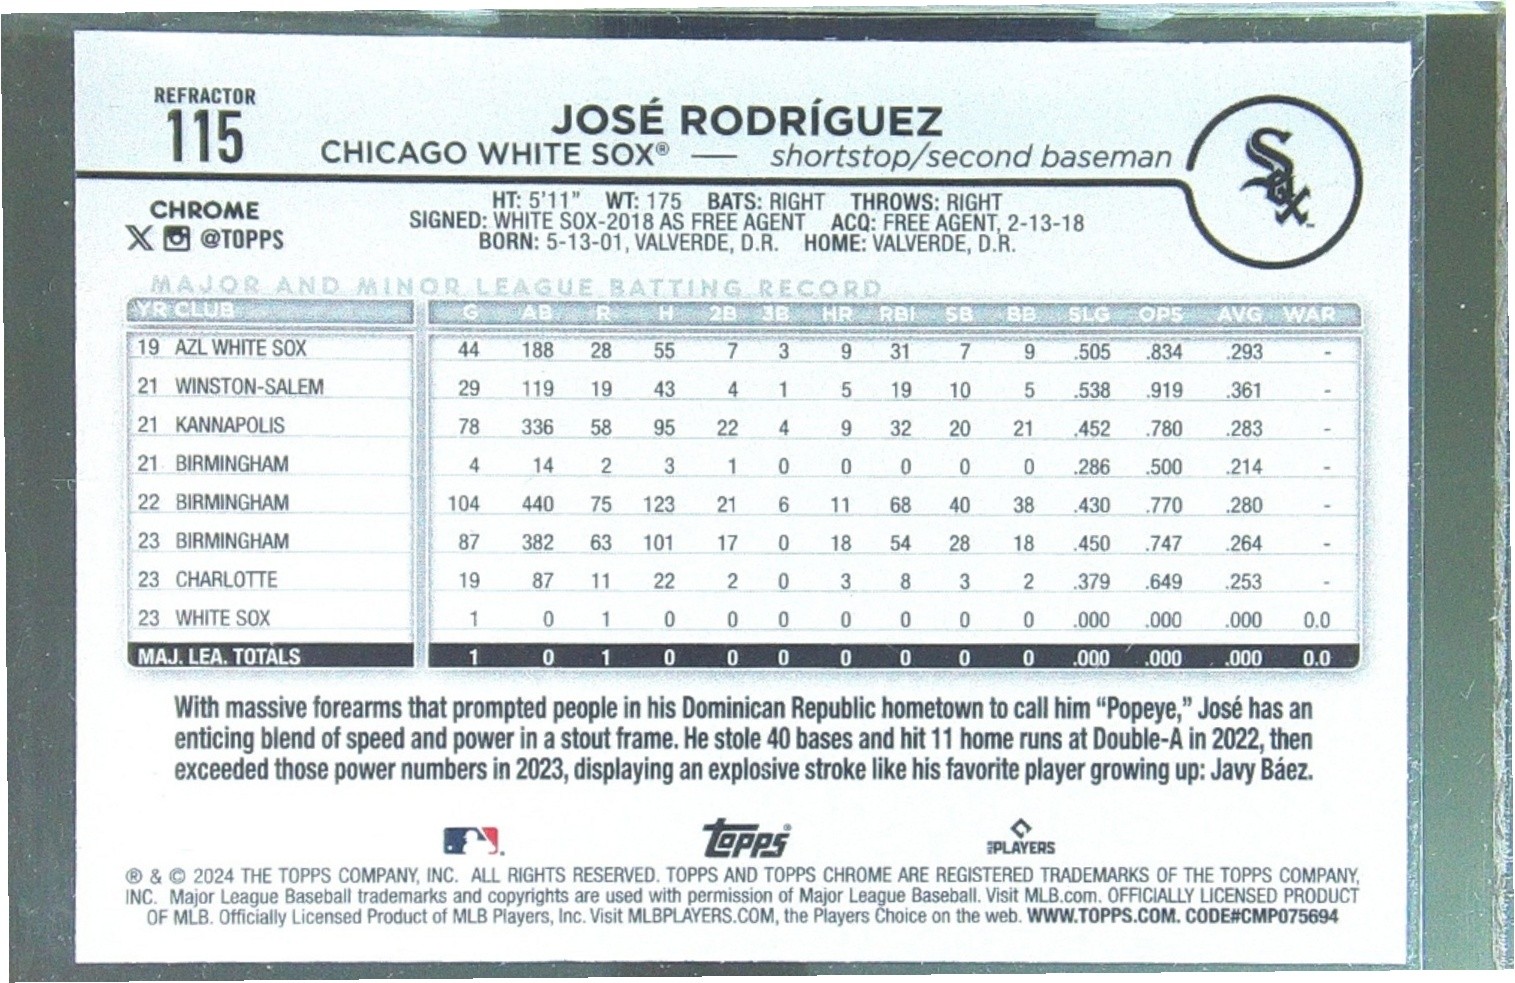 REFRACTOR
115
JOSÉ RODRÍGUEZ
CHICAGO WHITE SOX® — shortstop/second baseman
Sox ™
CHROME
X @TOPPS
HT: 5'11" WT: 175 BATS: RIGHT THROWS: RIGHT
SIGNED: WHITE SOX-2018 AS FREE AGENT ACQ: FREE AGENT, 2-13-18
BORN: 5-13-01, VALVERDE, D.R. HOME: VALVERDE, D.R.
MAJOR AND MINOR LEAGUE BATTING RECORD
YR CLUB G AB R H 2B 3B HR RBI SB BB SLG OPS AVG WAR
19 AZL WHITE SOX 44 188 28 55 7 3 9 31 7 9 .505 .834 .293 -
21 WINSTON-SALEM 29 119 19 43 4 1 5 19 10 5 .538 .919 .361 -
21 KANNAPOLIS 78 336 58 95 22 4 9 32 20 21 .452 .780 .283 -
21 BIRMINGHAM 4 14 2 3 1 0 0 0 0 0 .286 .500 .214 -
22 BIRMINGHAM 104 440 75 123 21 6 11 68 40 38 .430 .770 .280 -
23 BIRMINGHAM 87 382 63 101 17 0 18 54 28 18 .450 .747 .264 -
23 CHARLOTTE 19 87 11 22 2 0 3 8 3 2 .379 .649 .253 -
23 WHITE SOX 1 0 1 0 0 0 0 0 0 0 .000 .000 .000 0.0
MAJ. LEA. TOTALS 1 0 1 0 0 0 0 0 0 0 .000 .000 .000 0.0
With massive forearms that prompted people in his Dominican Republic hometown to call him “Popeye,” José has an
enticing blend of speed and power in a stout frame. He stole 40 bases and hit 11 home runs at Double-A in 2022, then
exceeded those power numbers in 2023, displaying an explosive stroke like his favorite player growing up: Javy Báez.
Topps® PLAYERS
® & © 2024 THE TOPPS COMPANY, INC. ALL RIGHTS RESERVED. TOPPS AND TOPPS CHROME ARE REGISTERED TRADEMARKS OF THE TOPPS COMPANY,
INC. Major League Baseball trademarks and copyrights are used with permission of Major League Baseball. Visit MLB.com. OFFICIALLY LICENSED PRODUCT
OF MLB. Officially Licensed Product of MLB Players, Inc. Visit MLBPLAYERS.COM, the Players Choice on the web. WWW.TOPPS.COM. CODE#CMP075694